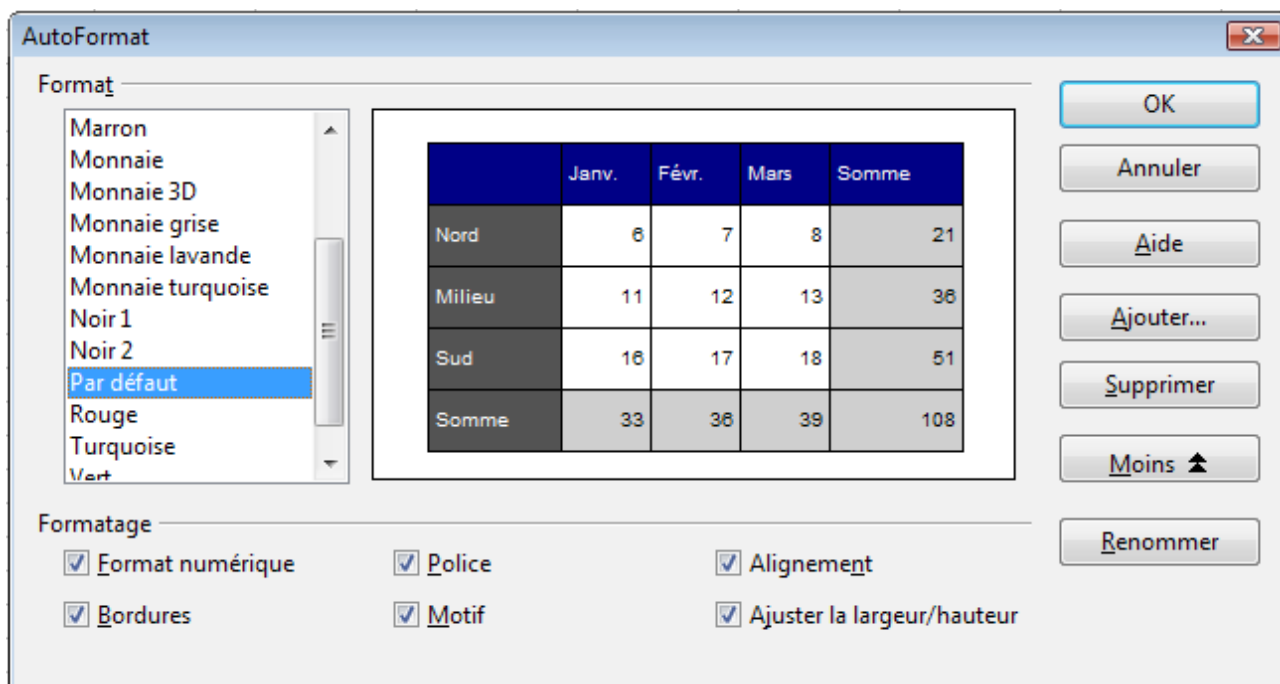 AutoFormat
Format
Marron
Monnaie
Monnaie 3D
Monnaie grise
Monnaie lavande
Monnaie turquoise
Noir 1
Noir 2
Par défaut
Rouge
Turquoise
Vert
Janv. Févr. Mars Somme
Nord 6 7 8 21
Milieu 11 12 13 36
Sud 16 17 18 51
Somme 33 36 39 108
OK
Annuler
Aide
Ajouter...
Supprimer
Moins
Renommer
Formatage
Format numérique Police Alignement
Bordures Motif Ajuster la largeur/hauteur